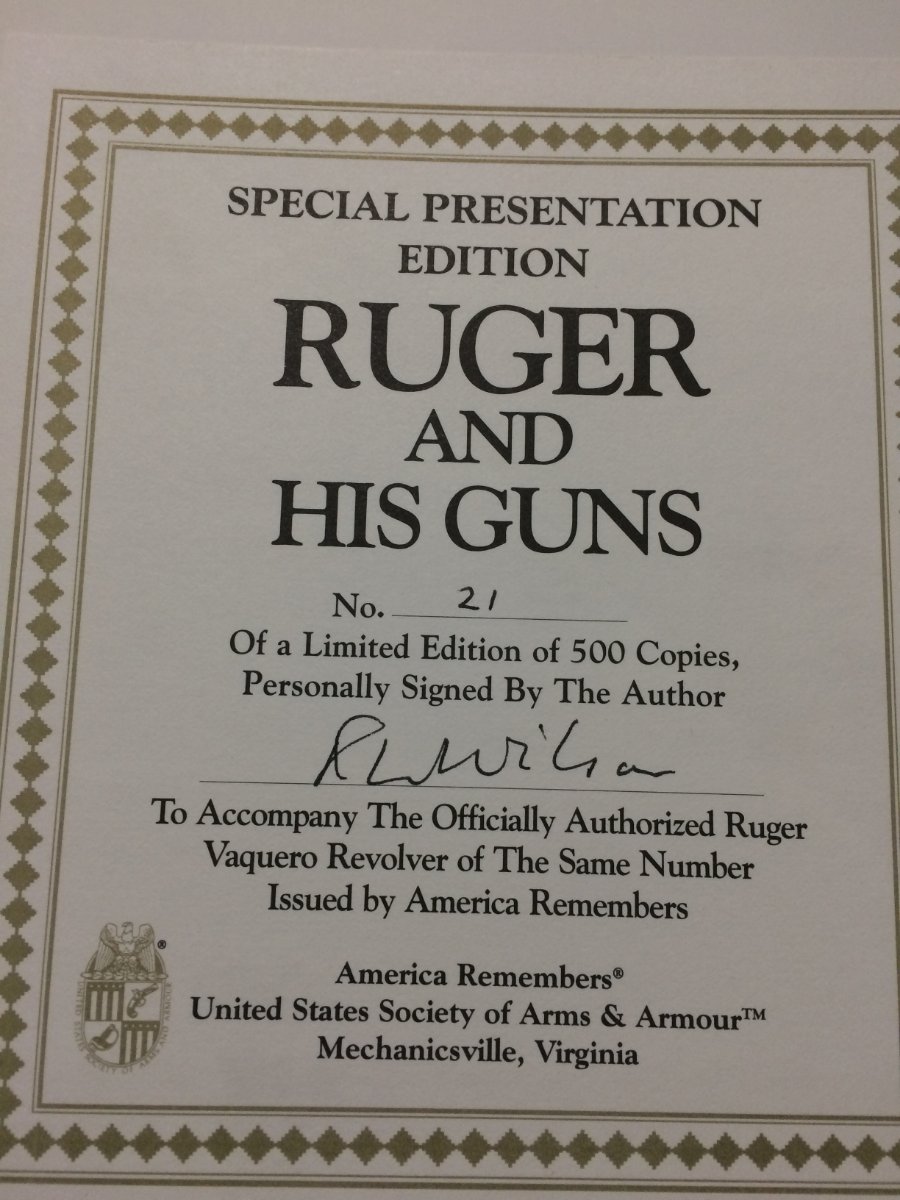 SPECIAL PRESENTATION
EDITION
RUGER
AND
HIS GUNS
No. 21
Of a Limited Edition of 500 Copies,
Personally Signed By The Author
RLWilson
To Accompany The Officially Authorized Ruger
Vaquero Revolver of The Same Number
Issued by America Remembers
®
America Remembers®
United States Society of Arms & Armour™
Mechanicsville, Virginia